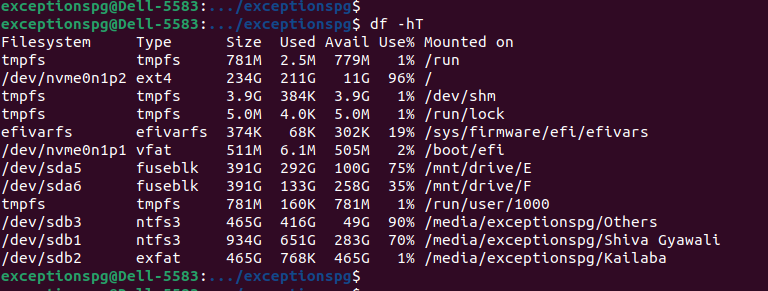 exceptionspg@Dell-5583:.../exceptionspg$
exceptionspg@Dell-5583:.../exceptionspg$ df -hT
Filesystem     Type      Size  Used Avail Use% Mounted on
tmpfs          tmpfs     781M  2.5M  779M   1% /run
/dev/nvme0n1p2 ext4      234G  211G   11G  96% /
tmpfs          tmpfs     3.9G  384K  3.9G   1% /dev/shm
tmpfs          tmpfs     5.0M  4.0K  5.0M   1% /run/lock
efivarfs       efivarfs  374K   68K  302K  19% /sys/firmware/efi/efivars
/dev/nvme0n1p1 vfat      511M  6.1M  505M   2% /boot/efi
/dev/sda5      fuseblk   391G  292G  100G  75% /mnt/drive/E
/dev/sda6      fuseblk   391G  133G  258G  35% /mnt/drive/F
tmpfs          tmpfs     781M  160K  781M   1% /run/user/1000
/dev/sdb3      ntfs3     465G  416G   49G  90% /media/exceptionspg/Others
/dev/sdb1      ntfs3     934G  651G  283G  70% /media/exceptionspg/Shiva Gyawali
/dev/sdb2      exfat     465G  768K  465G   1% /media/exceptionspg/Kailaba
exceptionspg@Dell-5583:.../exceptionspg$
exceptionspg@Dell-5583:.../exceptionspg$